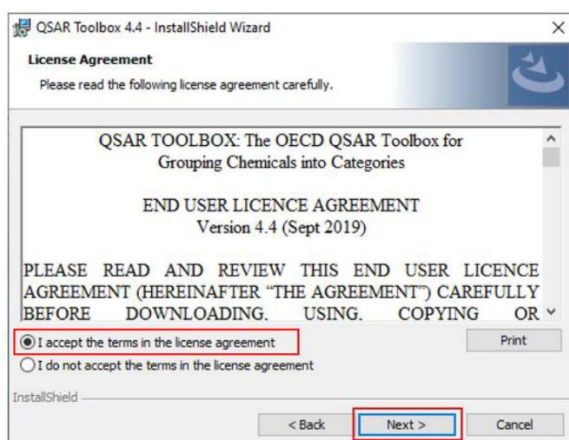 QSAR Toolbox 4.4 - InstallShield Wizard
License Agreement
Please read the following license agreement carefully.
QSAR TOOLBOX: The OECD QSAR Toolbox for
Grouping Chemicals into Categories
END USER LICENCE AGREEMENT
Version 4.4 (Sept 2019)
PLEASE READ AND REVIEW THIS END USER LICENCE
AGREEMENT (HEREINAFTER “THE AGREEMENT”) CAREFULLY
BEFORE DOWNLOADING, USING, COPYING OR
I accept the terms in the license agreement
Print
I do not accept the terms in the license agreement
InstallShield
< Back Next > Cancel